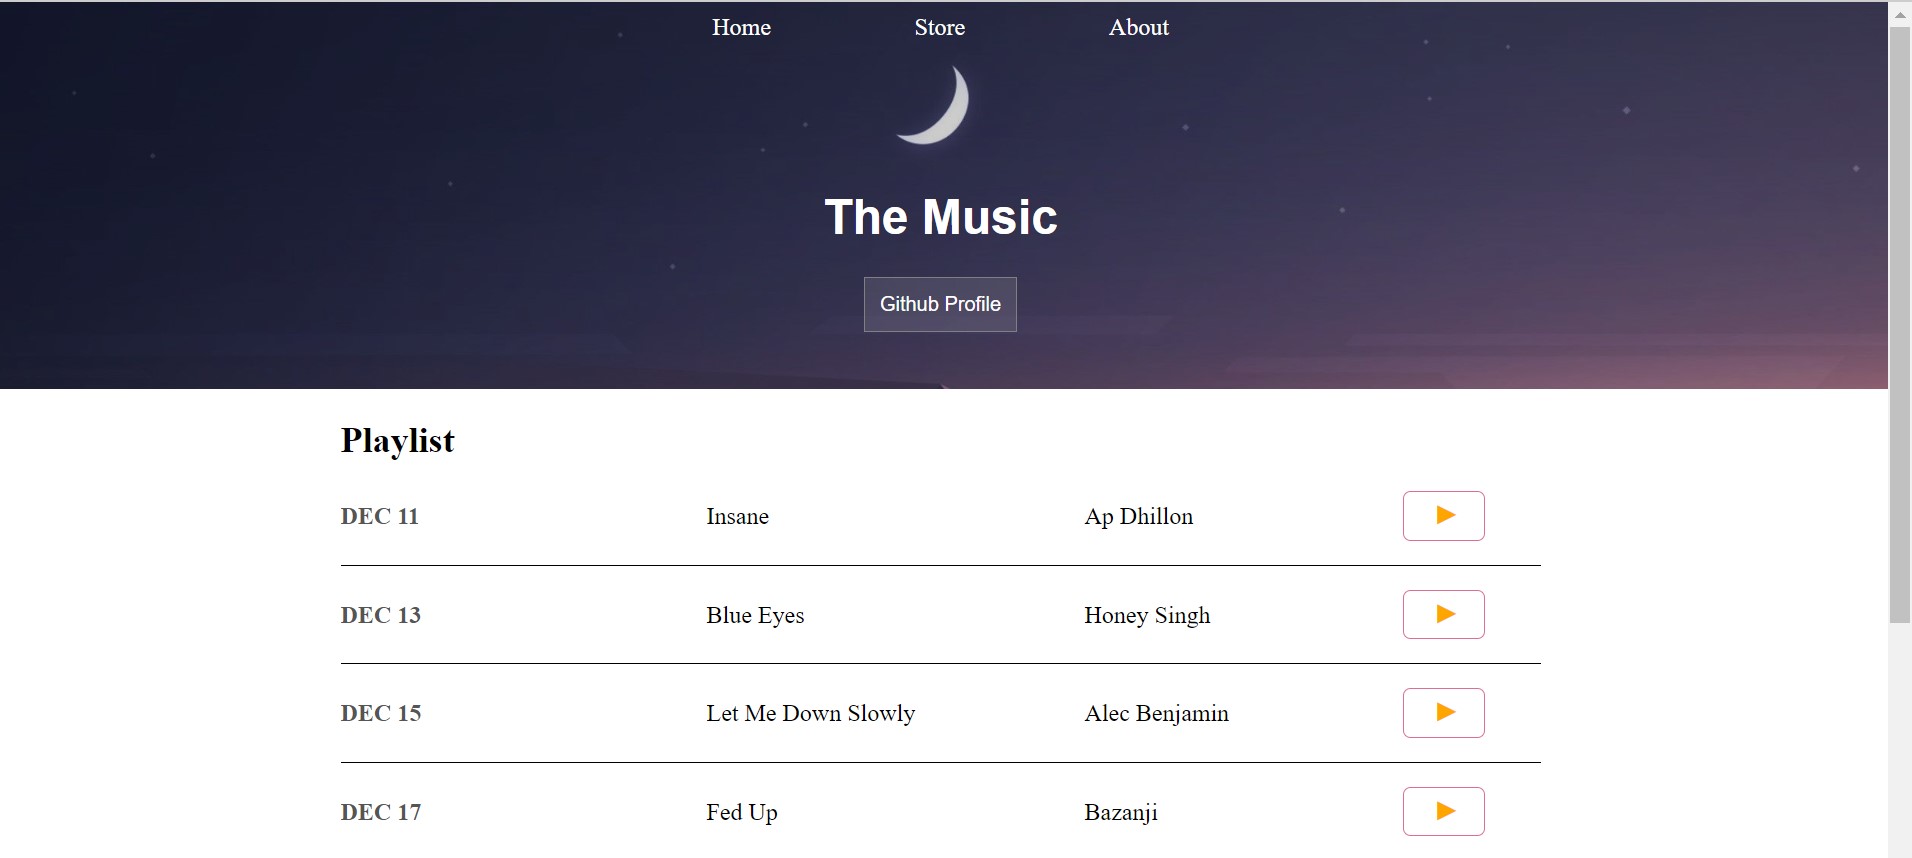 Home Store About
The Music
Github Profile
Playlist
DEC 11 Insane Ap Dhillon
DEC 13 Blue Eyes Honey Singh
DEC 15 Let Me Down Slowly Alec Benjamin
DEC 17 Fed Up Bazanji